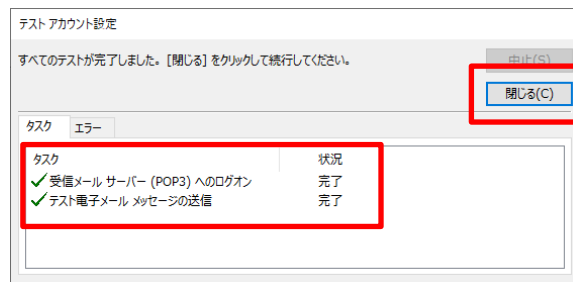 テスト アカウント設定
すべてのテストが完了しました。[閉じる] をクリックして続行してください。
中止(S)
閉じる(C)
タスク エラー
タスク 状況
受信メール サーバー (POP3) へのログオン 完了
テスト電子メール メッセージの送信 完了